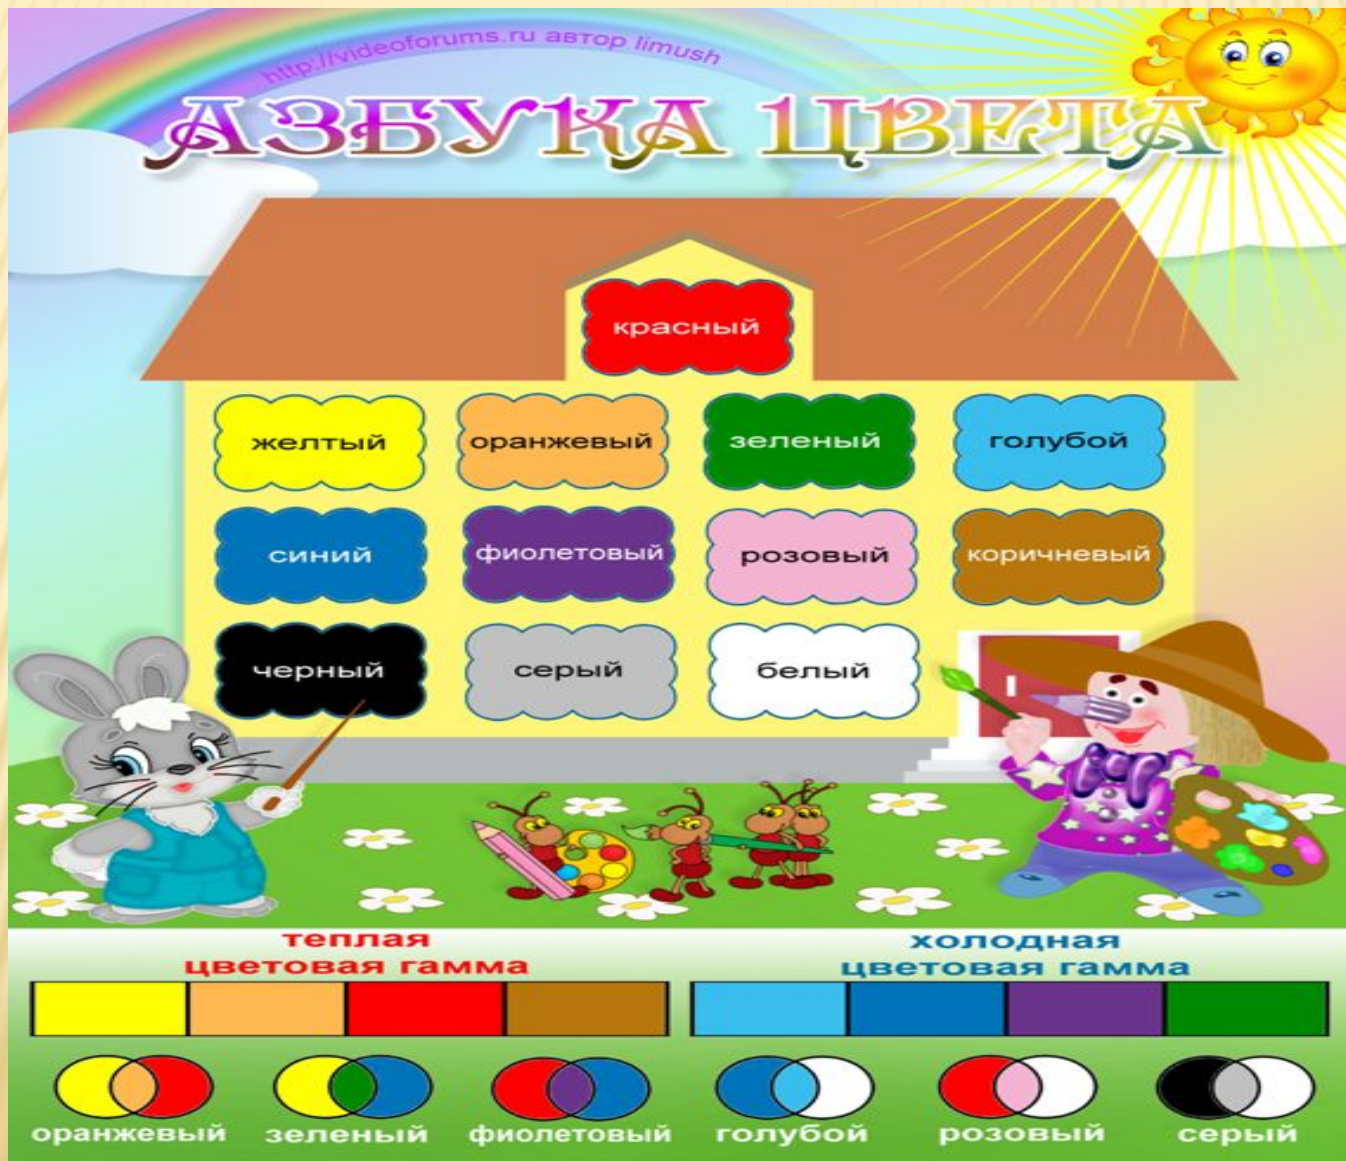 http://videoforums.ru автор limush
АЗБУКА ЦВЕТА
красный
желтый оранжевый зеленый голубой
синий фиолетовый розовый коричневый
черный серый белый
теплая
цветовая гамма
холодная
цветовая гамма
оранжевый зеленый фиолетовый голубой розовый серый